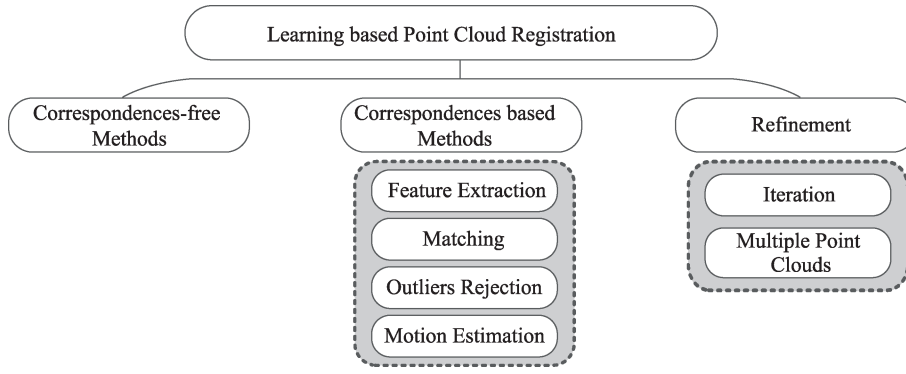 Learning based Point Cloud Registration
Correspondences-free
Methods
Correspondences based
Methods
Refinement
Feature Extraction
Matching
Outliers Rejection
Motion Estimation
Iteration
Multiple Point
Clouds